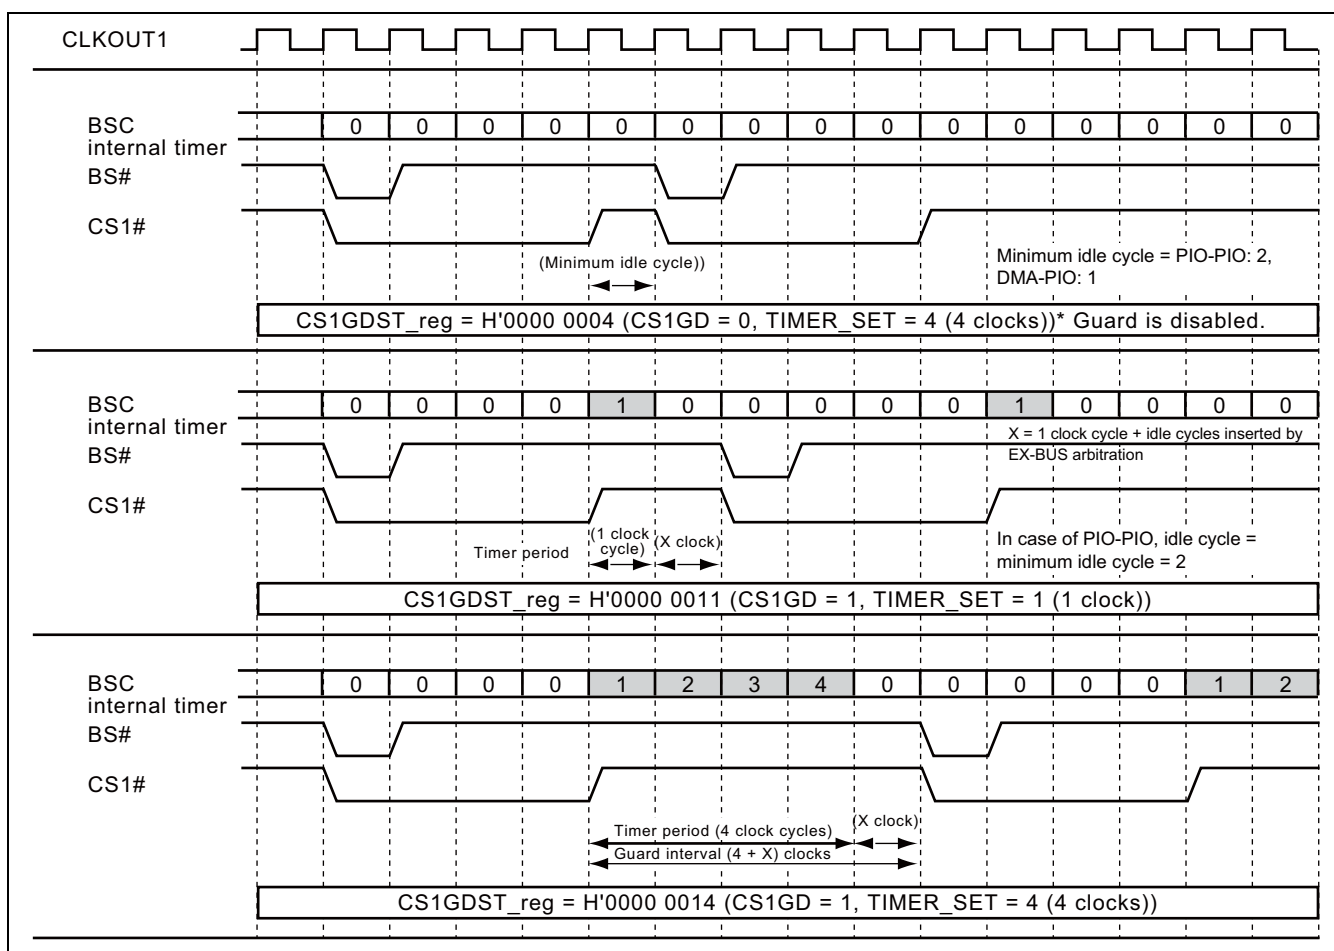 CLKOUT1
BSC
internal timer
0 0 0 0 0 0 0 0 0 0 0 0 0 0 0
BS#
CS1#
(Minimum idle cycle))
Minimum idle cycle = PIO-PIO: 2,
DMA-PIO: 1
CS1GDST_reg = H'0000 0004 (CS1GD = 0, TIMER_SET = 4 (4 clocks))* Guard is disabled.
BSC
internal timer
0 0 0 0 1 0 0 0 0 0 1 0 0 0 0
BS#
X = 1 clock cycle + idle cycles inserted by
EX-BUS arbitration
CS1#
Timer period
(1 clock
cycle)
(X clock)
In case of PIO-PIO, idle cycle =
minimum idle cycle = 2
CS1GDST_reg = H'0000 0011 (CS1GD = 1, TIMER_SET = 1 (1 clock))
BSC
internal timer
0 0 0 0 1 2 3 4 0 0 0 0 0 1 2
BS#
CS1#
Timer period (4 clock cycles)
(X clock)
Guard interval (4 + X) clocks
CS1GDST_reg = H'0000 0014 (CS1GD = 1, TIMER_SET = 4 (4 clocks))